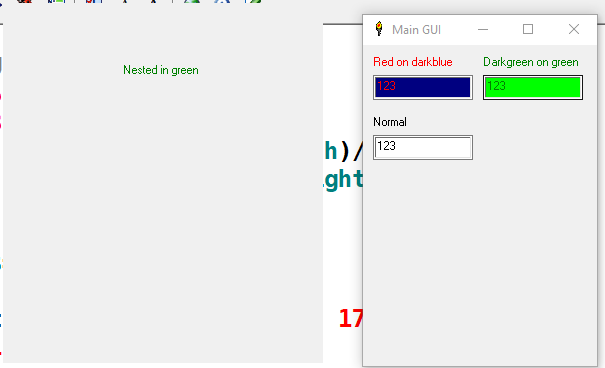 Main GUI
Nested in green
Red on darkblue
Darkgreen on green
123
123
Normal
123
h)/
ght
17